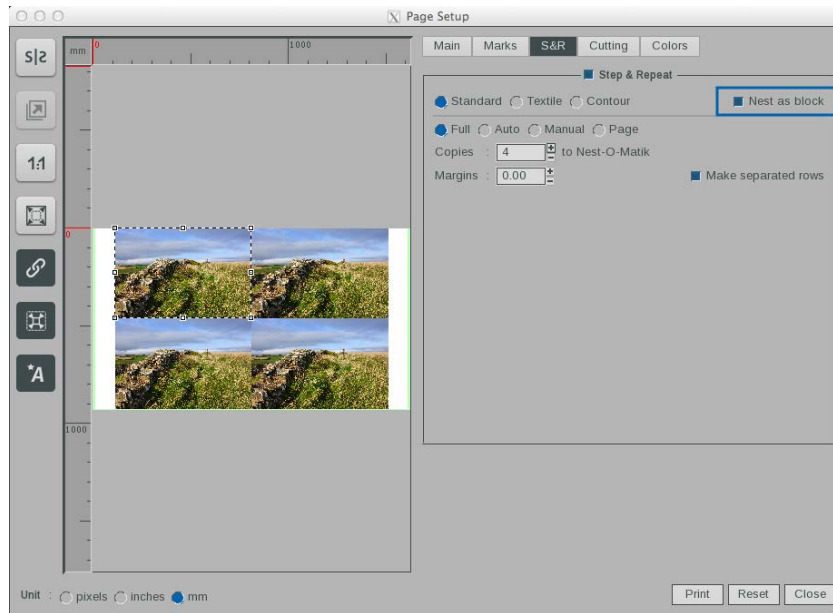 Page Setup
Main Marks S&R Cutting Colors
Step & Repeat
Standard Textile Contour Nest as block
Full Auto Manual Page
Copies : 4 to Nest-O-Matik
Margins : 0.00 Make separated rows
S|S
1:1
*A
mm 0 1000
0
1000
Unit : pixels inches mm
Print Reset Close